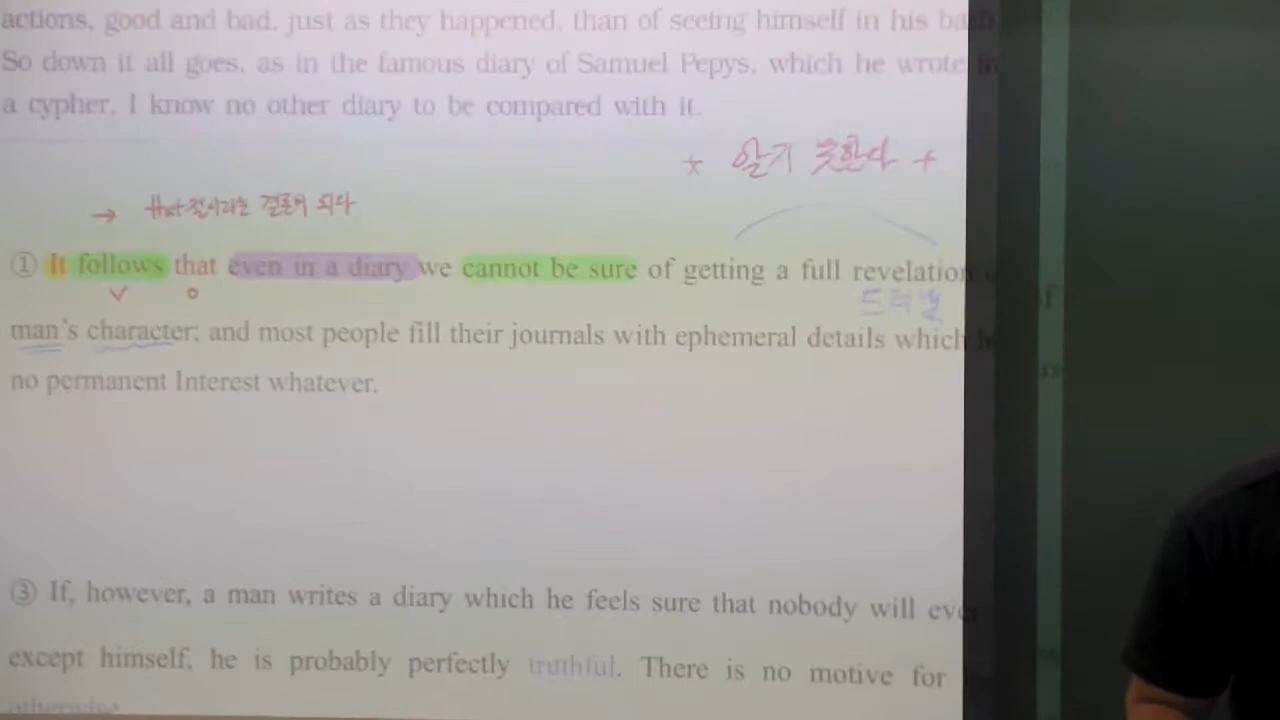 actions, good and bad, just as they happened, than of seeing himself in his bath
So down it all goes, as in the famous diary of Samuel Pepys, which he wrote in
a cypher, I know no other diary to be compared with it.
* 알기 못한다 +
→ that절이라는 결론이 되다
① It follows that even in a diary we cannot be sure of getting a full revelation of
V o
드러냄
man's character; and most people fill their journals with ephemeral details which
no permanent Interest whatever.
③ If, however, a man writes a diary which he feels sure that nobody will ever
except himself, he is probably perfectly truthful. There is no motive for
otherwise